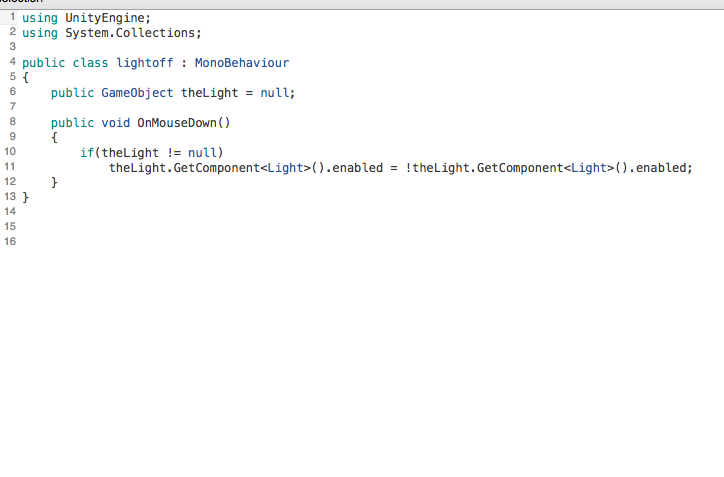 1 using UnityEngine;
2 using System.Collections;
3
4 public class lightoff : MonoBehaviour
5 {
6     public GameObject theLight = null;
7
8     public void OnMouseDown()
9     {
10         if(theLight != null)
11             theLight.GetComponent<Light>().enabled = !theLight.GetComponent<Light>().enabled;
12     }
13 }
14
15
16